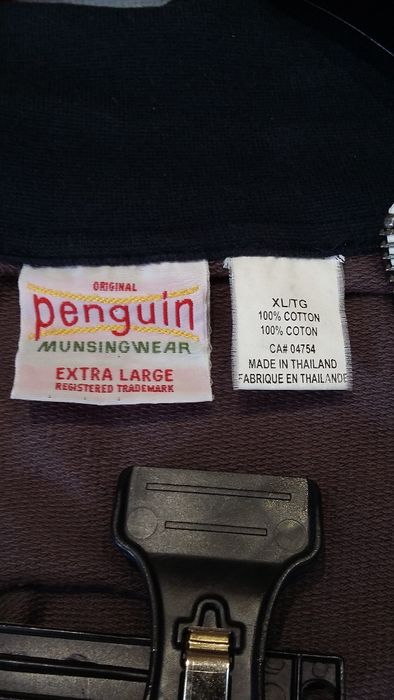 ORIGINAL
penguin
MUNSINGWEAR
EXTRA LARGE
REGISTERED TRADEMARK
XL/TG
100% COTTON
100% COTON
CA# 04754
MADE IN THAILAND
FABRIQUE EN THAILANDE